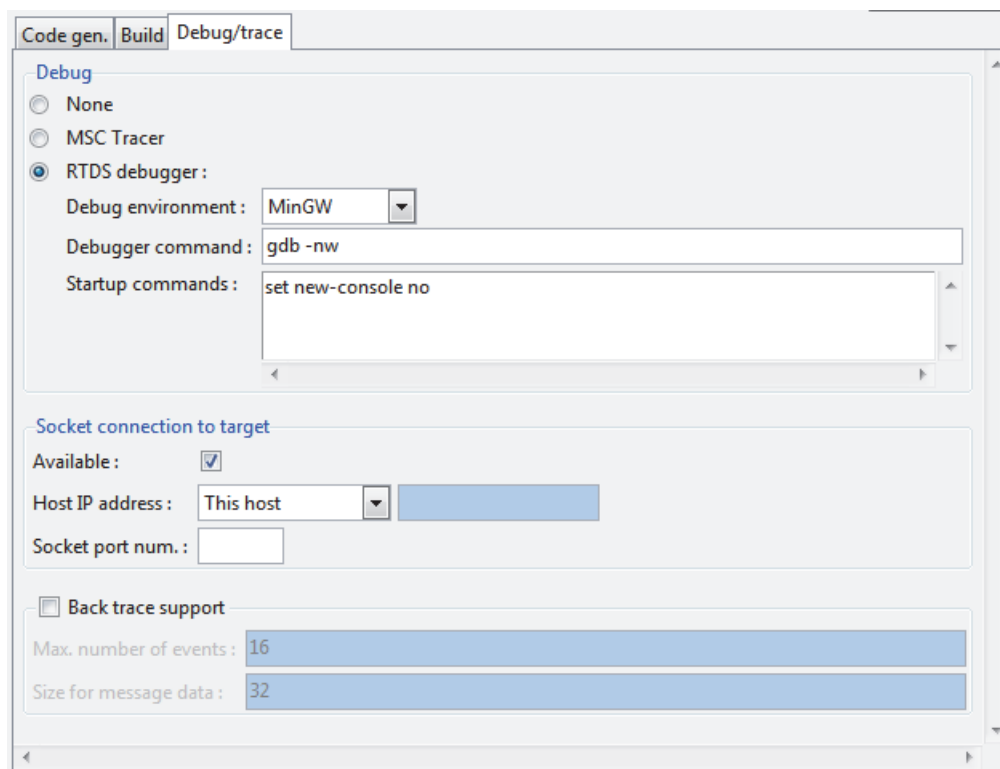 Code gen. Build Debug/trace
Debug
None
MSC Tracer
RTDS debugger :
Debug environment : MinGW
Debugger command : gdb -nw
Startup commands : set new-console no
Socket connection to target
Available :
Host IP address : This host
Socket port num. :
Back trace support
Max. number of events : 16
Size for message data : 32